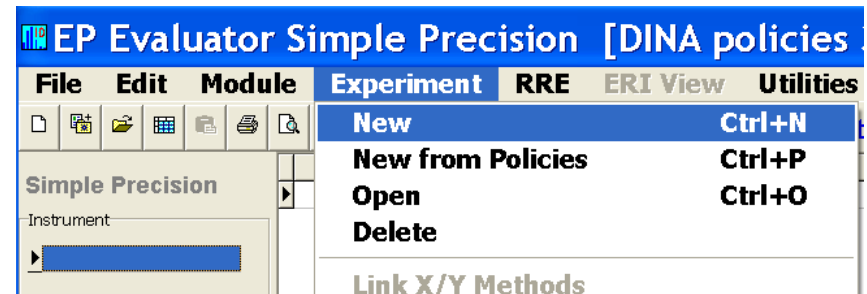 EP Evaluator Simple Precision [DINA policies
File Edit Module Experiment RRE ERI View Utilities
New Ctrl+N
New from Policies Ctrl+P
Simple Precision
Open Ctrl+O
Instrument
Delete
Link X/Y Methods